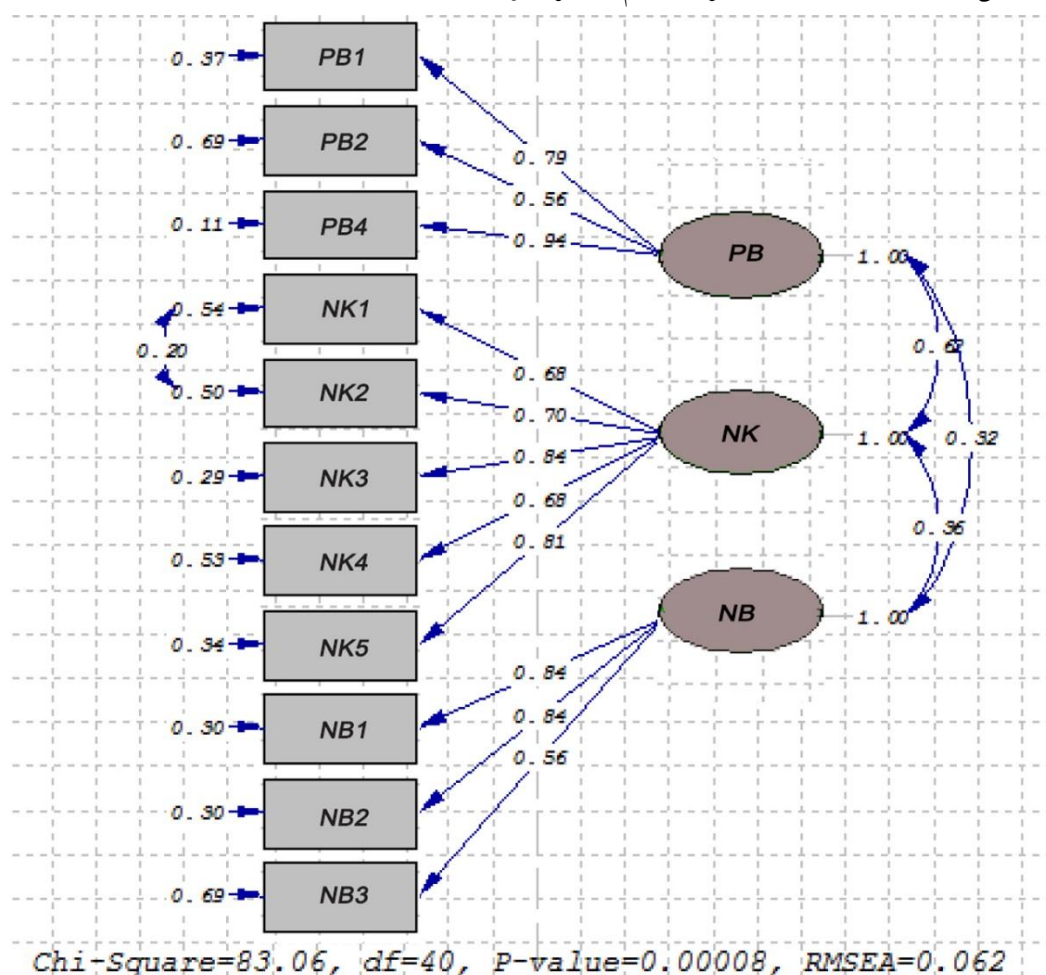 0.37 PB1
0.79
0.69 PB2
0.56
0.11 PB4
0.94
PB 1.00
0.54 NK1
0.20
0.62
0.68
0.50 NK2
0.70
NK 1.00 0.32
0.84
0.29 NK3
0.68
0.36
0.81
0.53 NK4
NB 1.00
0.34 NK5
0.84
0.84
0.30 NB1
0.56
0.30 NB2
0.69 NB3
Chi-Square=83.06, df=40, P-value=0.00008, RMSEA=0.062